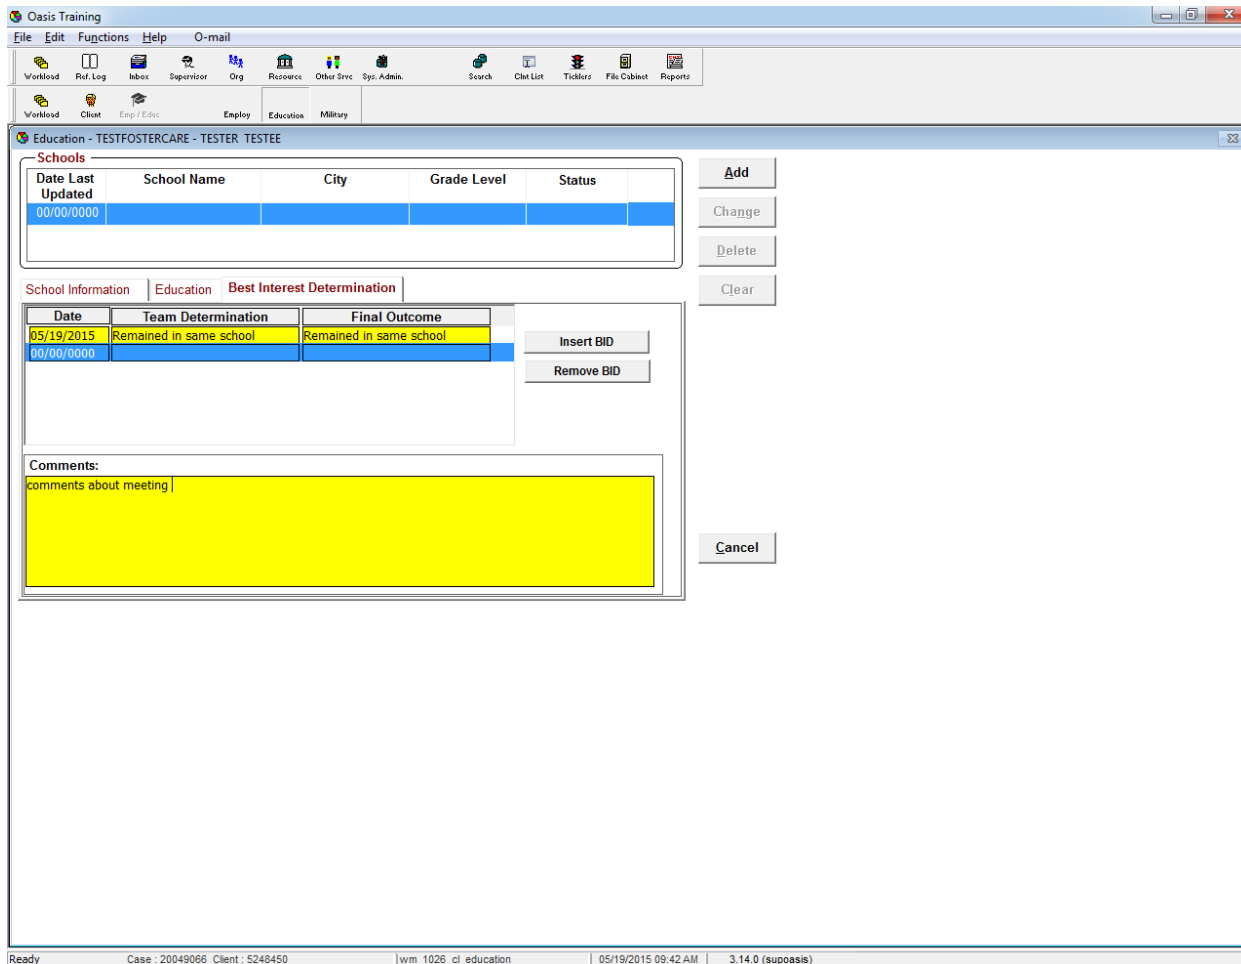 Oasis Training
File Edit Functions Help O-mail
Workload Ref. Log Inbox Supervisor Org Resource Other Srvc Sys. Admin. Search Clnt List Ticklers File Cabinet Reports
Workload Client Emp / Educ Employ Education Military
Education - TESTFOSTERCARE - TESTER TESTEE
Schools
Date Last Updated School Name City Grade Level Status
00/00/0000
Add
Change
Delete
Clear
School Information Education Best Interest Determination
Date Team Determination Final Outcome
05/19/2015 Remained in same school Remained in same school
00/00/0000
Insert BID
Remove BID
Comments:
comments about meeting
Cancel
Ready Case : 20049066 Client : 5248450 wm_1026_cl_education 05/19/2015 09:42 AM 3.14.0 (supoasis)